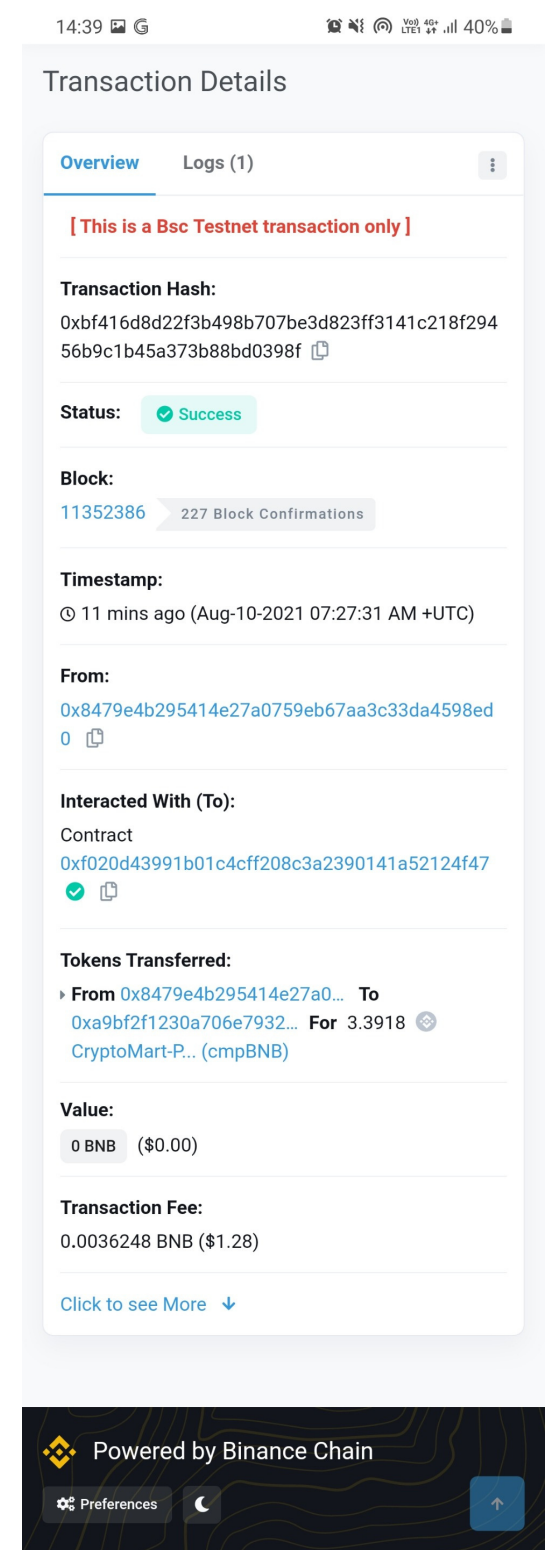 14:39
Voo) 4G+
LTE1 40%
Transaction Details
Overview Logs (1)
[ This is a Bsc Testnet transaction only ]
Transaction Hash:
0xbf416d8d22f3b498b707be3d823ff3141c218f294
56b9c1b45a373b88bd0398f
Status: Success
Block:
11352386 227 Block Confirmations
Timestamp:
11 mins ago (Aug-10-2021 07:27:31 AM +UTC)
From:
0x8479e4b295414e27a0759eb67aa3c33da4598ed
0
Interacted With (To):
Contract
0xf020d43991b01c4cff208c3a2390141a52124f47
Tokens Transferred:
From 0x8479e4b295414e27a0... To
0xa9bf2f1230a706e7932... For 3.3918
CryptoMart-P... (cmpBNB)
Value:
0 BNB ($0.00)
Transaction Fee:
0.0036248 BNB ($1.28)
Click to see More
Powered by Binance Chain
Preferences